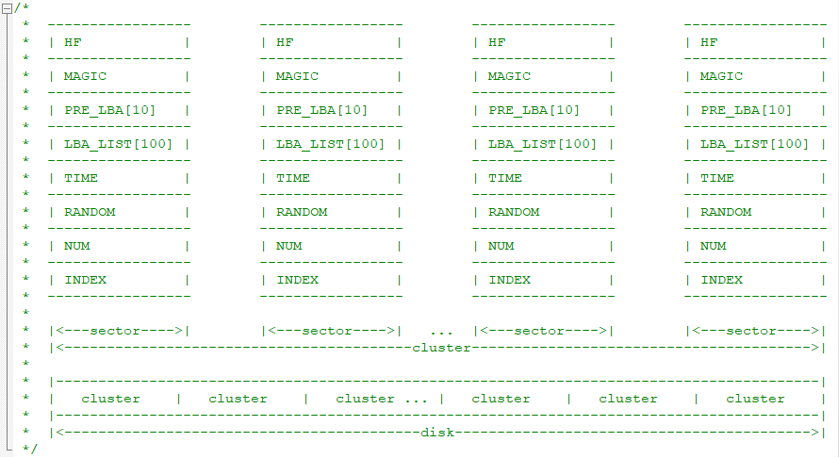 /*
 *  -----------------        -----------------        -----------------        -----------------
 *  | HF            |        | HF            |        | HF            |        | HF            |
 *  -----------------        -----------------        -----------------        -----------------
 *  | MAGIC         |        | MAGIC         |        | MAGIC         |        | MAGIC         |
 *  -----------------        -----------------        -----------------        -----------------
 *  | PRE_LBA[10]   |        | PRE_LBA[10]   |        | PRE_LBA[10]   |        | PRE_LBA[10]   |
 *  -----------------        -----------------        -----------------        -----------------
 *  | LBA_LIST[100] |        | LBA_LIST[100] |        | LBA_LIST[100] |        | LBA_LIST[100] |
 *  -----------------        -----------------        -----------------        -----------------
 *  | TIME          |        | TIME          |        | TIME          |        | TIME          |
 *  -----------------        -----------------        -----------------        -----------------
 *  | RANDOM        |        | RANDOM        |        | RANDOM        |        | RANDOM        |
 *  -----------------        -----------------        -----------------        -----------------
 *  | NUM           |        | NUM           |        | NUM           |        | NUM           |
 *  -----------------        -----------------        -----------------        -----------------
 *  | INDEX         |        | INDEX         |        | INDEX         |        | INDEX         |
 *  -----------------        -----------------        -----------------        -----------------
 *
 *  |<---sector---->|        |<---sector---->|   ...  |<---sector---->|        |<---sector---->|
 *  |<-----------------------------------------cluster----------------------------------------->|
 *
 *  |-------------------------------------------------------------------------------------------|
 *  |   cluster    |   cluster    |   cluster ... |   cluster    |   cluster    |   cluster     |
 *  |-------------------------------------------------------------------------------------------|
 *  |<------------------------------------------disk------------------------------------------->|
 */